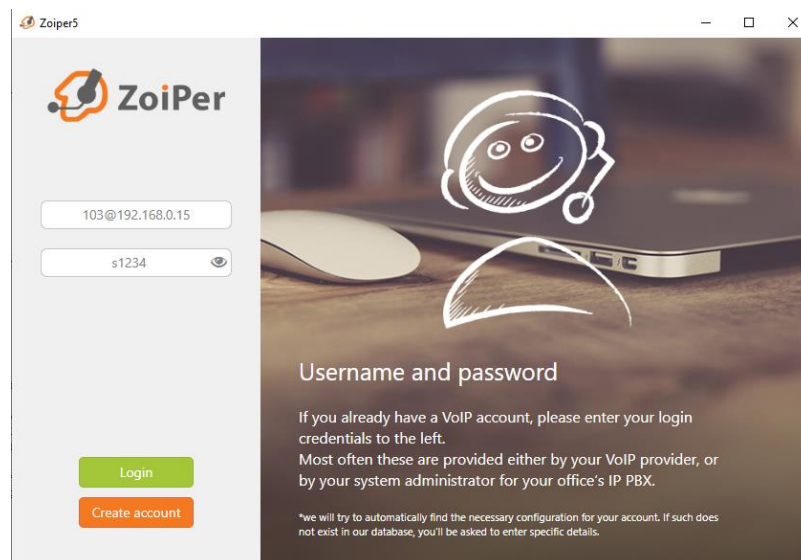 Zoiper5
ZoiPer
103@192.168.0.15
s1234
Login
Create account
Username and password
If you already have a VoIP account, please enter your login
credentials to the left.
Most often these are provided either by your VoIP provider, or
by your system administrator for your office's IP PBX.
*we will try to automatically find the necessary configuration for your account. If such does
not exist in our database, you'll be asked to enter specific details.